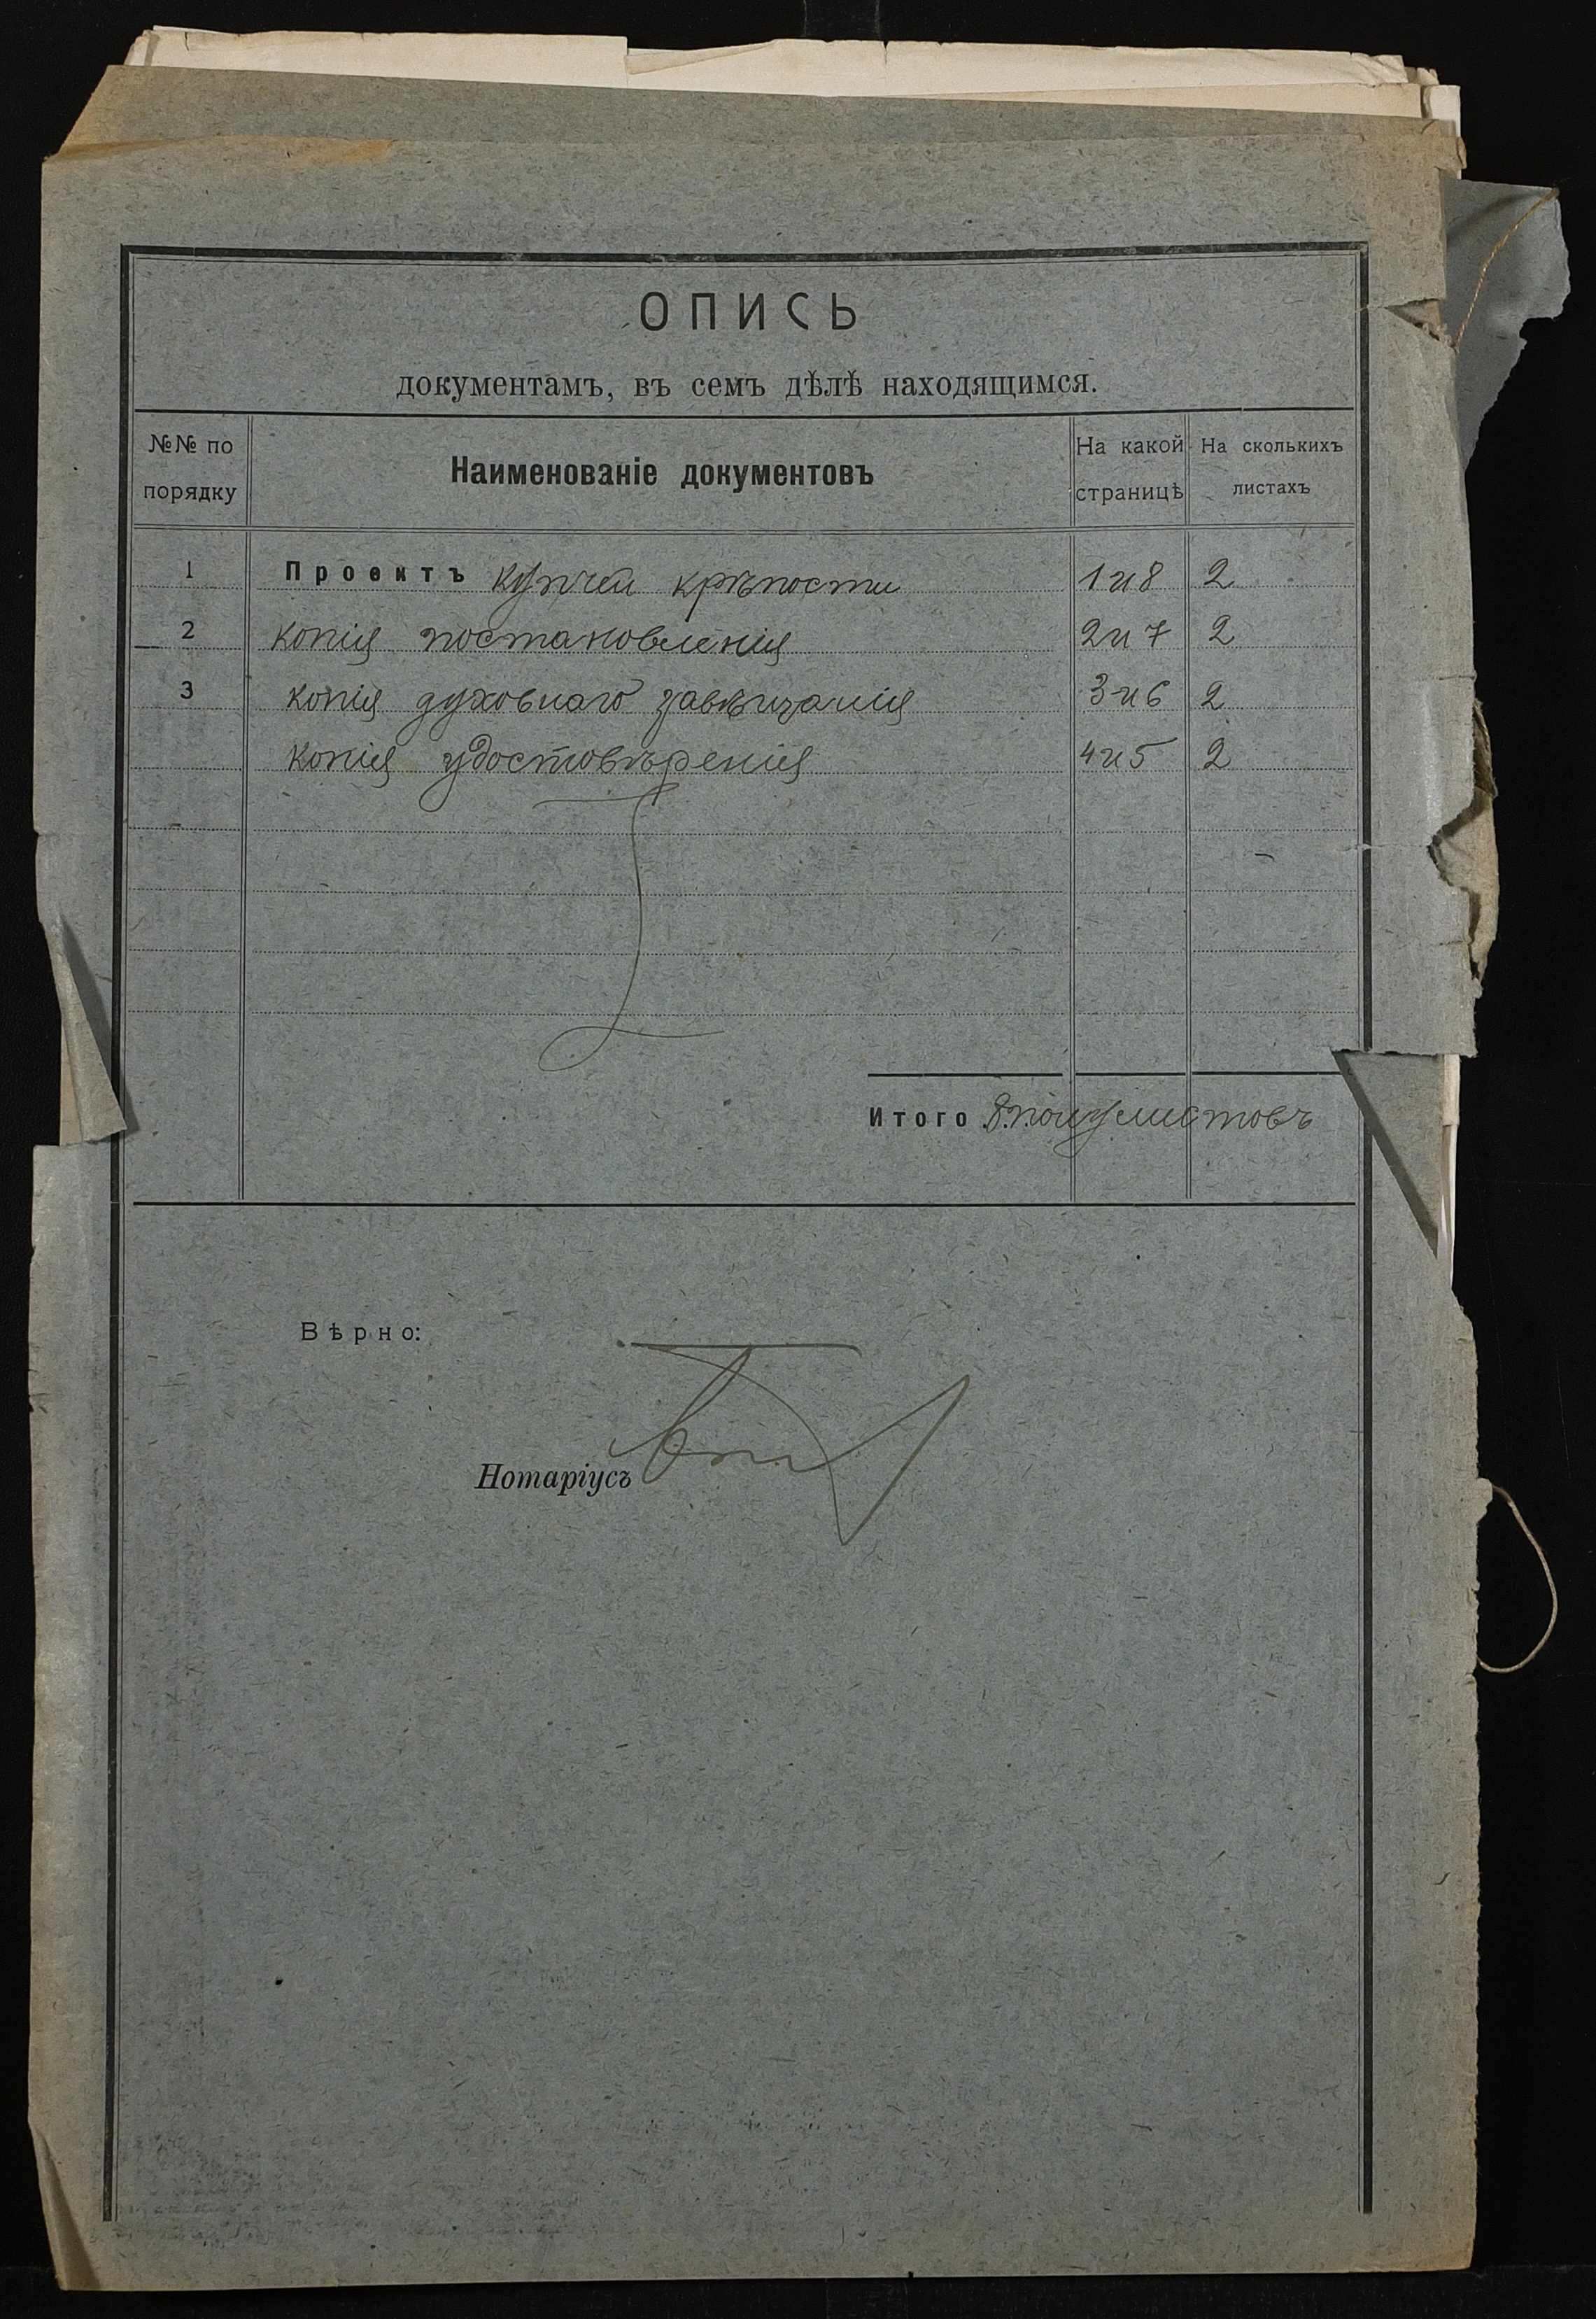 ОПИСЬ
документамъ, въ семъ дѣлѣ находящимся.
№№ по порядку
Наименованіе документовъ
На какой страницѣ
На сколькихъ листахъ
1 Проектъ купчей крѣпости 1 и 8 2
2 копія постановленія 2 и 7 2
3 копія духовнаго завѣщанія 3 и 6 2
копія удостовѣренія 4 и 5 2
Итого 8 полулистовъ
Вѣрно:
Нотаріусъ